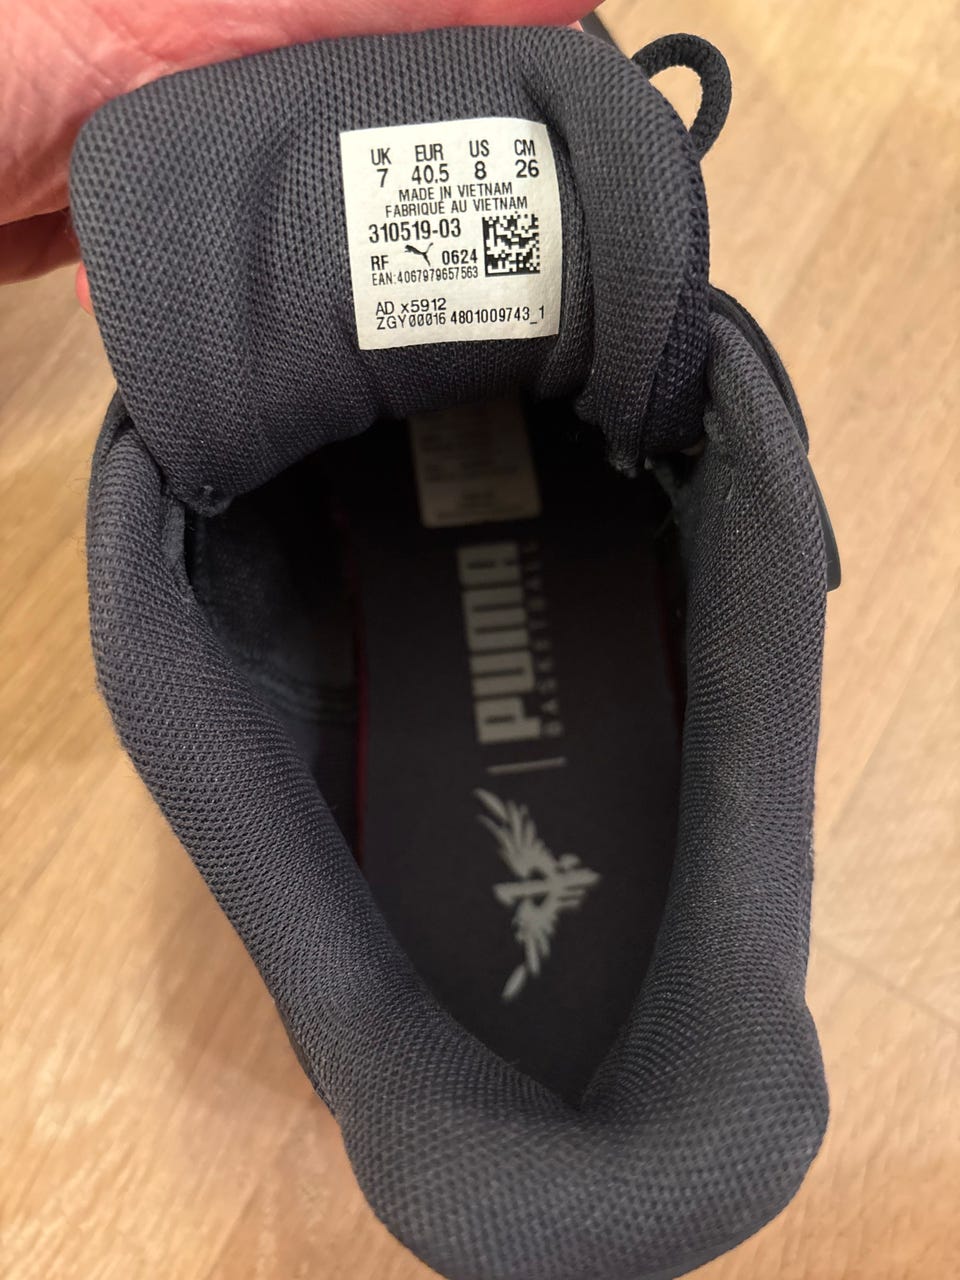 UK EUR US CM
7 40.5 8 26
MADE IN VIETNAM
FABRIQUÉ AU VIETNAM
310519-03
RF 0624
EAN:4067979657563
AD x5912
ZGY00016 4801009743_1
PUMA
BASKETBALL